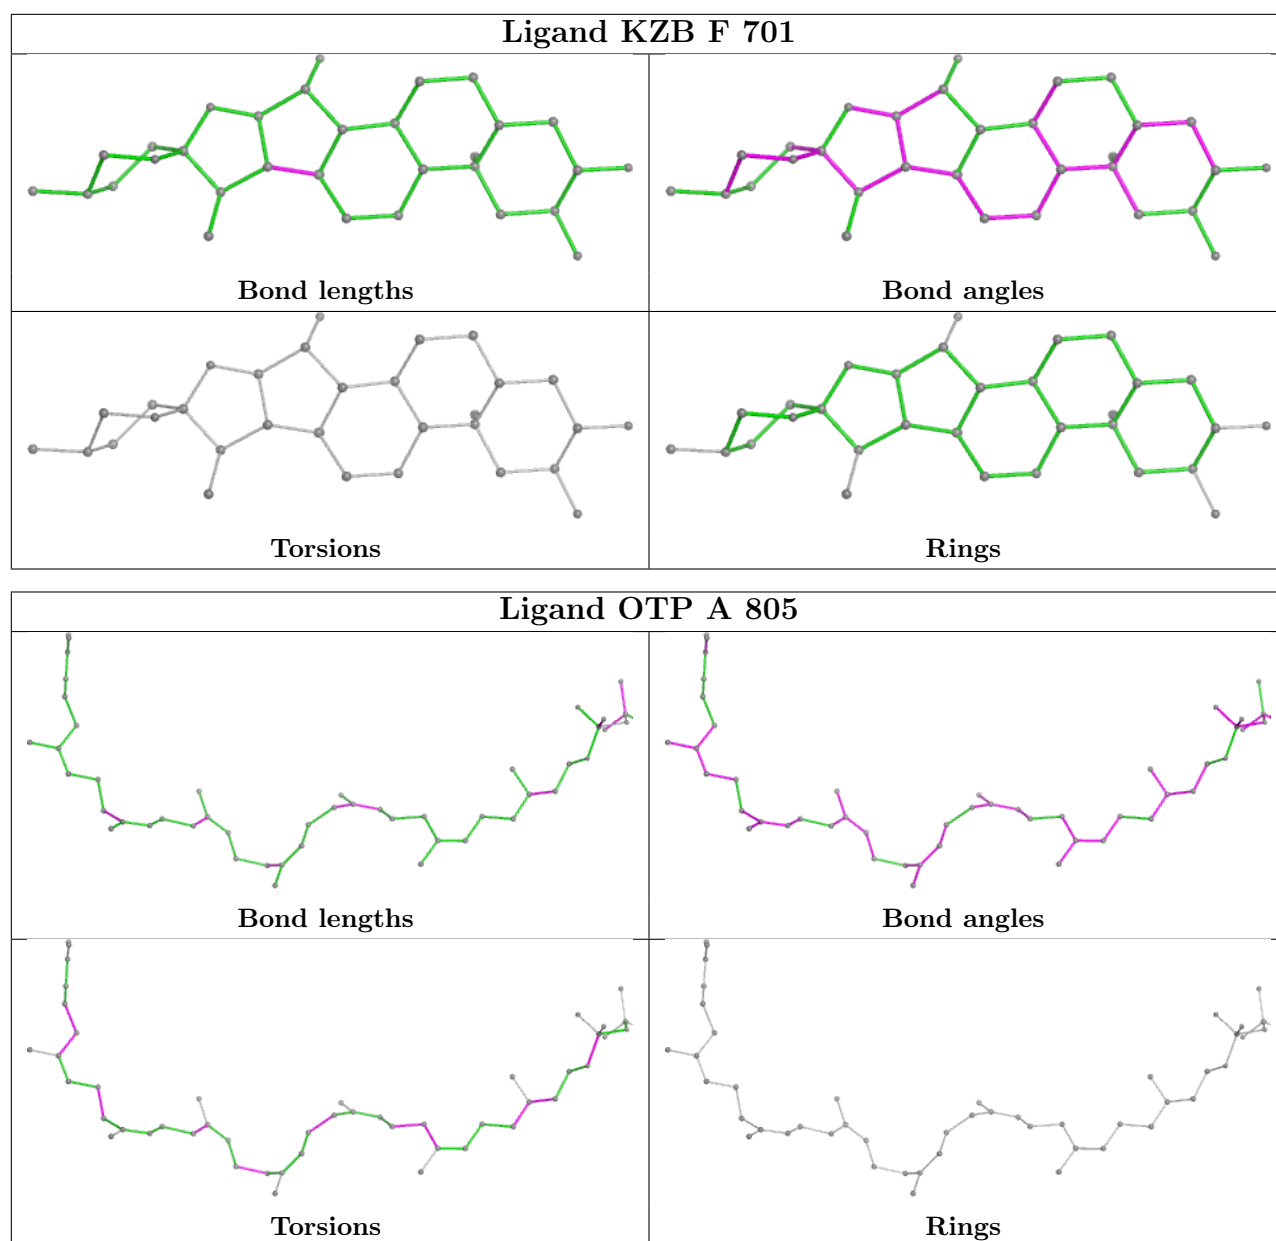 Ligand KZB F 701
Bond lengths
Bond angles
Torsions
Rings
Ligand OTP A 805
Bond lengths
Bond angles
Torsions
Rings